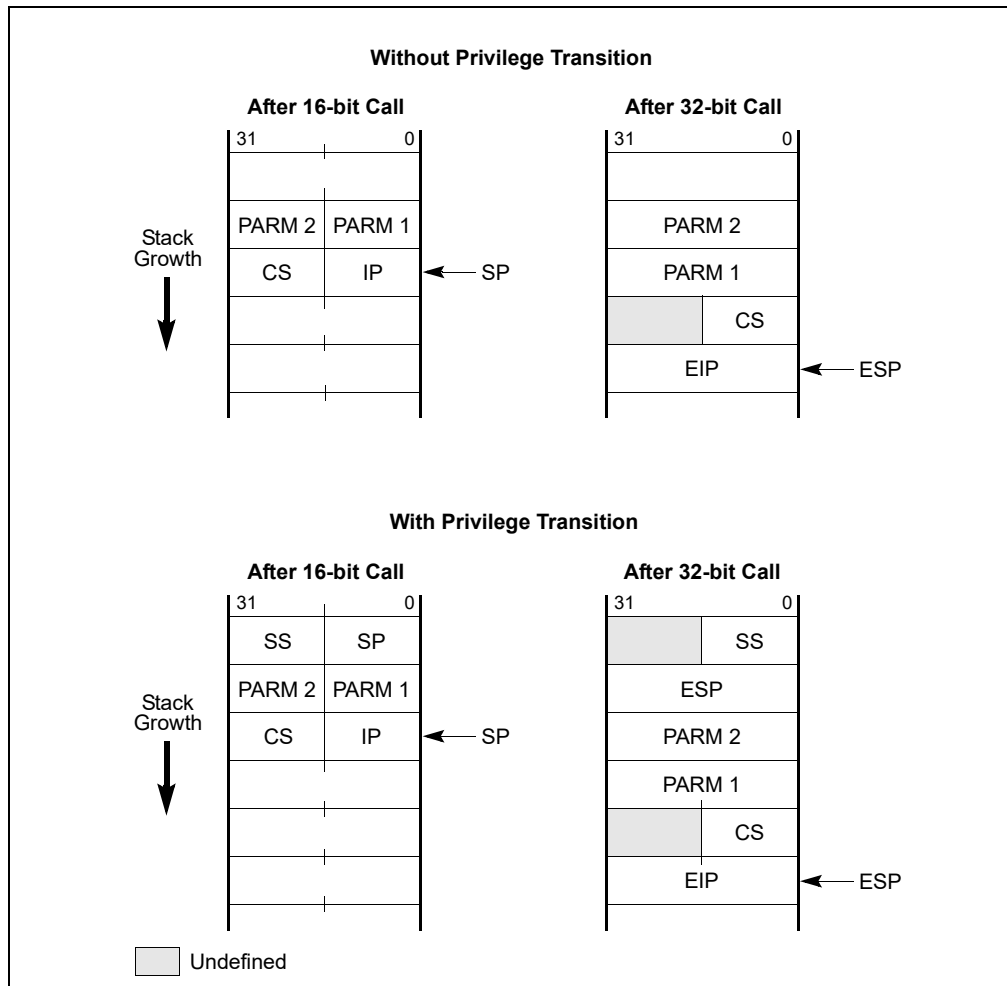 Without Privilege Transition
After 16-bit Call
After 32-bit Call
31 0
31 0
PARM 2 PARM 1
PARM 2
Stack
Growth
CS IP
SP
PARM 1
CS
EIP
ESP
With Privilege Transition
After 16-bit Call
After 32-bit Call
31 0
31 0
SS SP
SS
PARM 2 PARM 1
ESP
Stack
Growth
CS IP
SP
PARM 2
PARM 1
CS
EIP
ESP
Undefined